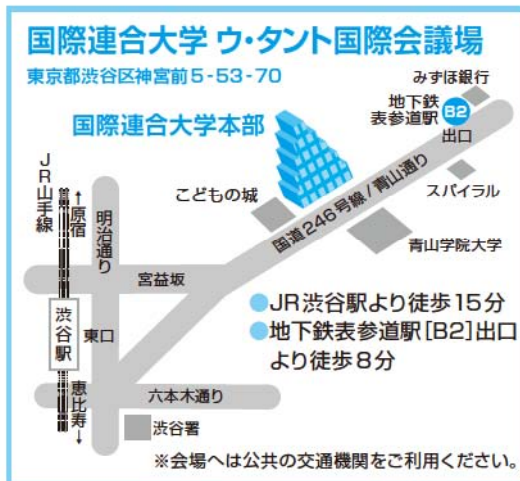 国際連合大学 ウ・タント国際会議場
東京都渋谷区神宮前5-53-70
みずほ銀行
地下鉄
表参道駅
B2
出口
国際連合大学本部
スパイラル
国道246号線/青山通り
こどもの城
青山学院大学
JR山手線
↑原宿
明治通り
宮益坂
渋谷駅
東口
恵比寿↓
六本木通り
渋谷署
●JR渋谷駅より徒歩15分
●地下鉄表参道駅[B2]出口
より徒歩8分
※会場へは公共の交通機関をご利用ください。